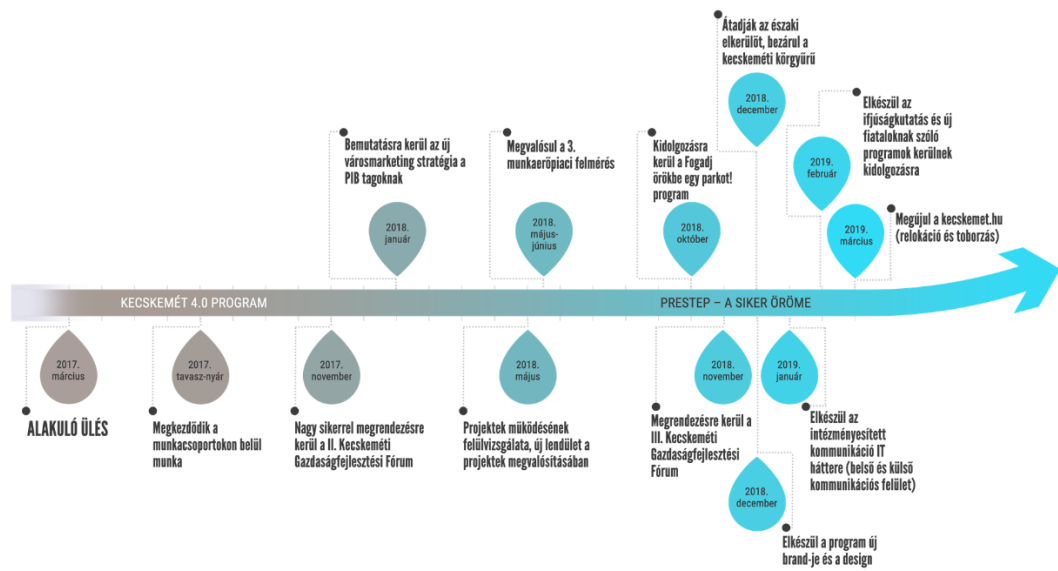 Átadják az északi
elkerülőt, bezárul a
kecskeméti körgyűrű
2018.
december
Elkészül az
ifjúságkutatás és új
fiataloknak szóló
programok kerülnek
kidolgozásra
2019.
február
Bemutatásra kerül az új
városmarketing stratégia a
PIB tagoknak
2018.
január
Megvalósul a 3.
munkaerőpiaci felmérés
2018.
május-
június
Kidolgozásra
kerül a Fogadj
örökbe egy parkot!
program
2018.
október
Megújul a kecskemet.hu
(relokáció és toborzás)
2019.
március
KECSKEMÉT 4.0 PROGRAM
PRESTEP – A SIKER ÖRÖME
2017.
március
ALAKULÓ ÜLÉS
2017.
tavasz-nyár
Megkezdődik a
munkacsoportokon belül
munka
2017.
november
Nagy sikerrel megrendezésre
kerül a II. Kecskeméti
Gazdaságfejlesztési Fórum
2018.
május
Projektek működésének
felülvizsgálata, új lendület a
projektek megvalósításában
2018.
november
Megrendezésre kerül a
III. Kecskeméti
Gazdaságfejlesztési
Fórum
2019.
január
Elkészül az
intézményesített
kommunikáció IT
háttere (belső és külső
kommunikációs felület)
2018.
december
Elkészül a program új
brand-je és a design